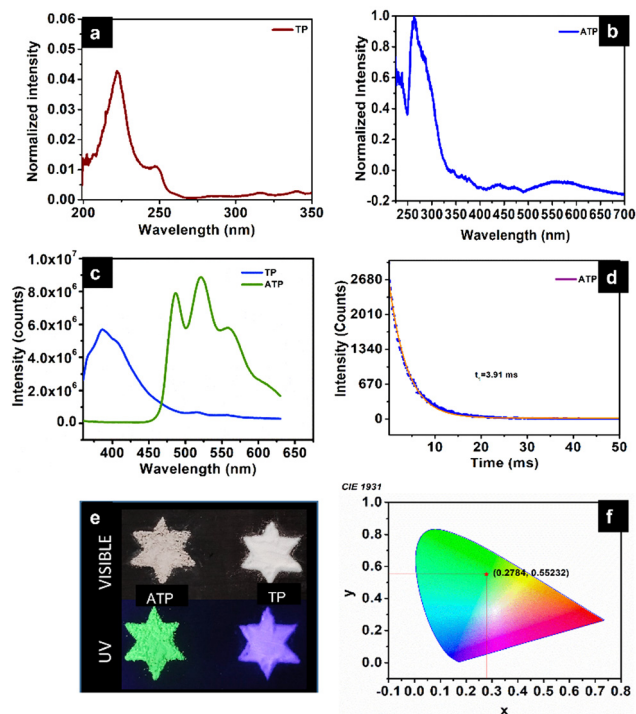 a
TP
Normalized intensity
0.06
0.05
0.04
0.03
0.02
0.01
0.00
200 250 300 350
Wavelength (nm)
b
ATP
Normalized intensity
1.0
0.8
0.6
0.4
0.2
0.0
-0.2
250 300 350 400 450 500 550 600 650 700
Wavelength (nm)
c
TP
ATP
Intensity (counts)
1.0x10⁷
8.0x10⁶
6.0x10⁶
4.0x10⁶
2.0x10⁶
0.0
400 450 500 550 600 650
Wavelength (nm)
d
ATP
Intensity (Counts)
2680
2010
1340
670
0
t₁=3.91 ms
10 20 30 40 50
Time (ms)
e
VISIBLE
ATP TP
UV
CIE 1931
f
y
1.0
0.8
0.6
0.4
0.2
0.0
(0.2784, 0.55232)
-0.1 0.0 0.1 0.2 0.3 0.4 0.5 0.6 0.7 0.8
x